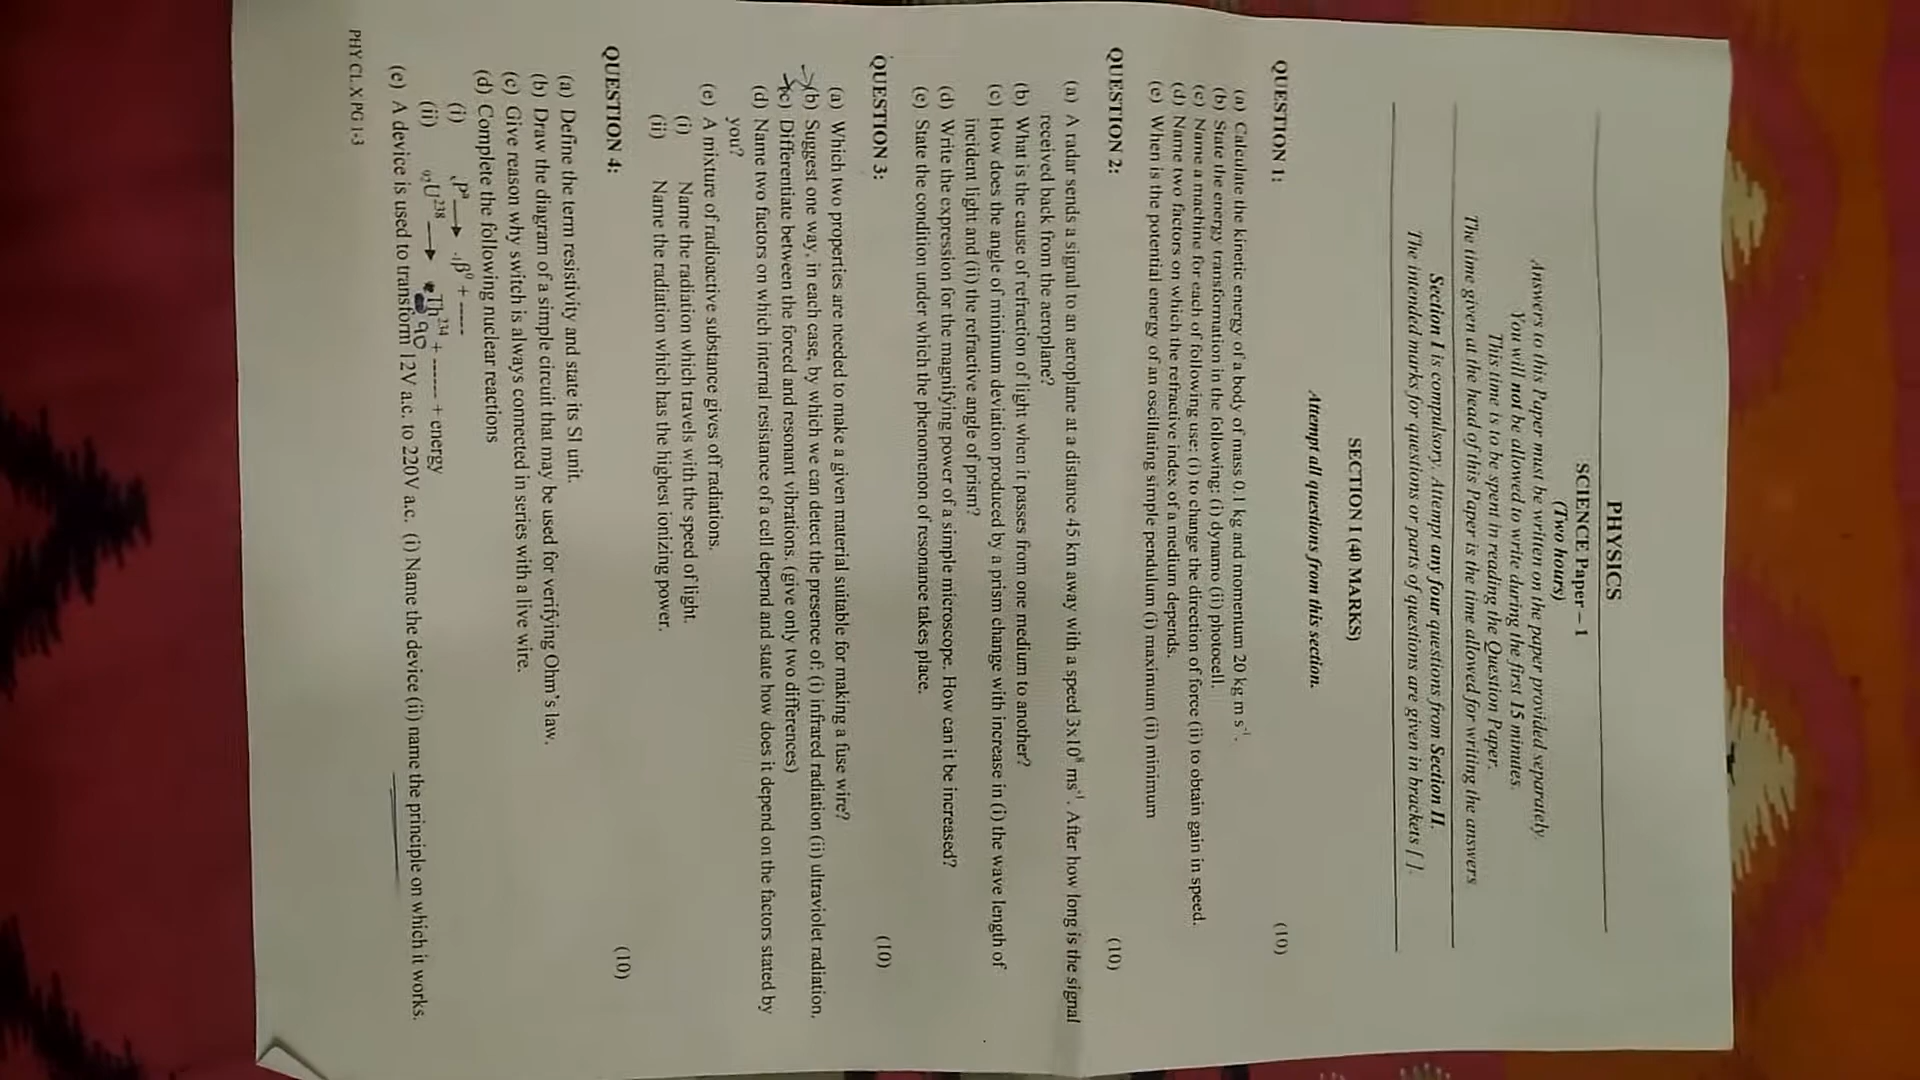 PHYSICS
SCIENCE Paper – 1
(Two hours)
Answers to this Paper must be written on the paper provided separately.
You will not be allowed to write during the first 15 minutes.
This time is to be spent in reading the Question Paper.
The time given at the head of this Paper is the time allowed for writing the answers
Section I is compulsory. Attempt any four questions from Section II.
The intended marks for questions or parts of questions are given in brackets [ ].
SECTION I (40 MARKS)
Attempt all questions from this section.
QUESTION 1: (10)
(a) Calculate the kinetic energy of a body of mass 0.1 kg and momentum 20 kg m s⁻¹.
(b) State the energy transformation in the following: (i) dynamo (ii) photocell.
(c) Name a machine for each of following use: (i) to change the direction of force (ii) to obtain gain in speed.
(d) Name two factors on which the refractive index of a medium depends.
(e) When is the potential energy of an oscillating simple pendulum (i) maximum (ii) minimum
QUESTION 2: (10)
(a) A radar sends a signal to an aeroplane at a distance 45 km away with a speed 3x10⁸ ms⁻¹. After how long is the signal
received back from the aeroplane?
(b) What is the cause of refraction of light when it passes from one medium to another?
(c) How does the angle of minimum deviation produced by a prism change with increase in (i) the wave length of
incident light and (ii) the refractive angle of prism?
(d) Write the expression for the magnifying power of a simple microscope. How can it be increased?
(e) State the condition under which the phenomenon of resonance takes place.
QUESTION 3: (10)
(a) Which two properties are needed to make a given material suitable for making a fuse wire?
(b) Suggest one way, in each case, by which we can detect the presence of: (i) infrared radiation (ii) ultraviolet radiation.
(c) Differentiate between the forced and resonant vibrations. (give only two differences)
(d) Name two factors on which internal resistance of a cell depend and state how does it depend on the factors stated by
you?
(e) A mixture of radioactive substance gives off radiations.
(i) Name the radiation which travels with the speed of light.
(ii) Name the radiation which has the highest ionizing power.
QUESTION 4: (10)
(a) Define the term resistivity and state its SI unit.
(b) Draw the diagram of a simple circuit that may be used for verifying Ohm's law.
(c) Give reason why switch is always connected in series with a live wire.
(d) Complete the following nuclear reactions
(i) Pᵃ → ₋₁β⁰ + ____
(ii) ₉₂U²³⁸ → ₉₀Th²³⁴ + ____ + energy
(e) A device is used to transform 12V a.c. to 220V a.c. (i) Name the device (ii) name the principle on which it works.
PHY CL.X PG 1-3